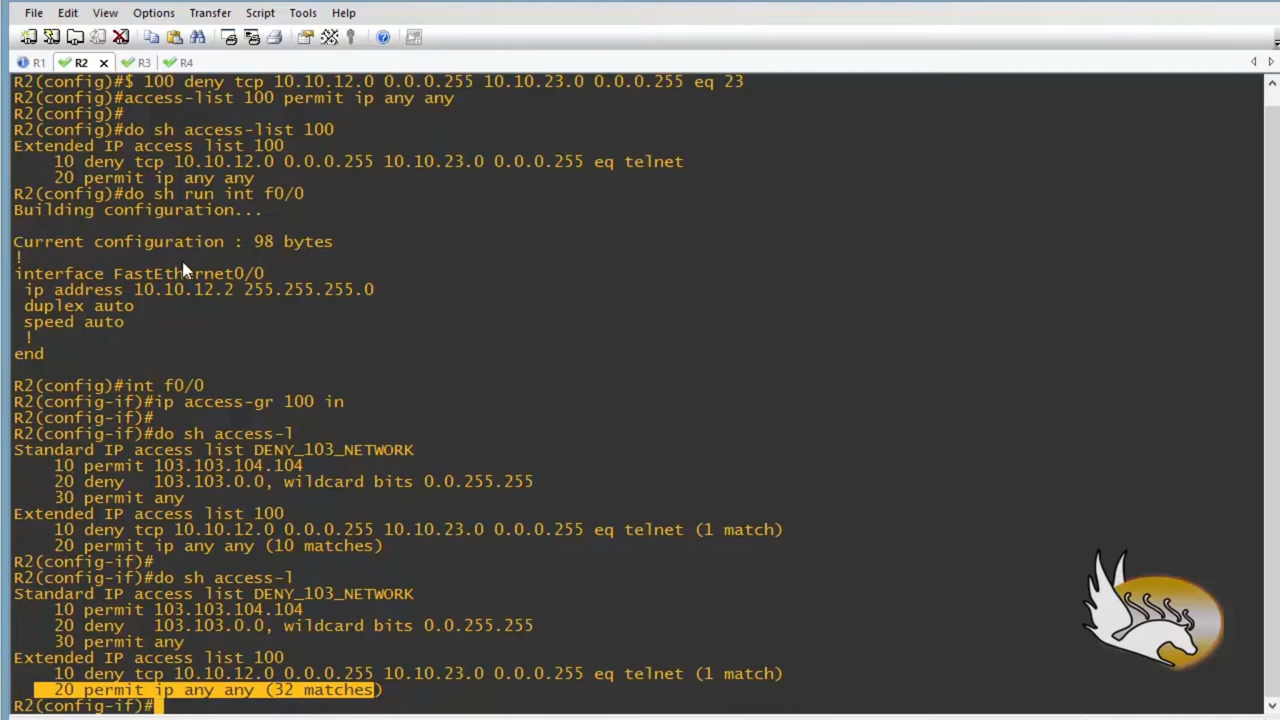 File Edit View Options Transfer Script Tools Help
R1 R2 × R3 R4
R2(config)#$ 100 deny tcp 10.10.12.0 0.0.0.255 10.10.23.0 0.0.0.255 eq 23
R2(config)#access-list 100 permit ip any any
R2(config)#
R2(config)#do sh access-list 100
Extended IP access list 100
    10 deny tcp 10.10.12.0 0.0.0.255 10.10.23.0 0.0.0.255 eq telnet
    20 permit ip any any
R2(config)#do sh run int f0/0
Building configuration...
Current configuration : 98 bytes
!
interface FastEthernet0/0
 ip address 10.10.12.2 255.255.255.0
 duplex auto
 speed auto
 !
end
R2(config)#int f0/0
R2(config-if)#ip access-gr 100 in
R2(config-if)#
R2(config-if)#do sh access-l
Standard IP access list DENY_103_NETWORK
    10 permit 103.103.104.104
    20 deny   103.103.0.0, wildcard bits 0.0.255.255
    30 permit any
Extended IP access list 100
    10 deny tcp 10.10.12.0 0.0.0.255 10.10.23.0 0.0.0.255 eq telnet (1 match)
    20 permit ip any any (10 matches)
R2(config-if)#
R2(config-if)#do sh access-l
Standard IP access list DENY_103_NETWORK
    10 permit 103.103.104.104
    20 deny   103.103.0.0, wildcard bits 0.0.255.255
    30 permit any
Extended IP access list 100
    10 deny tcp 10.10.12.0 0.0.0.255 10.10.23.0 0.0.0.255 eq telnet (1 match)
    20 permit ip any any (32 matches)
R2(config-if)#